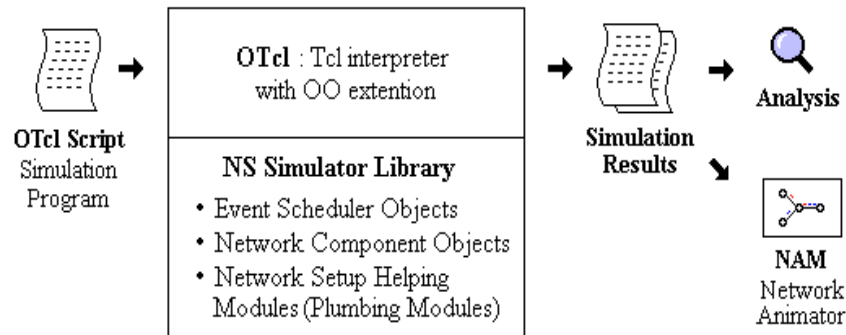 OTcl Script
Simulation
Program
OTcl : Tcl interpreter
with OO extention
NS Simulator Library
• Event Scheduler Objects
• Network Component Objects
• Network Setup Helping
Modules (Plumbing Modules)
Simulation
Results
Analysis
NAM
Network
Animator